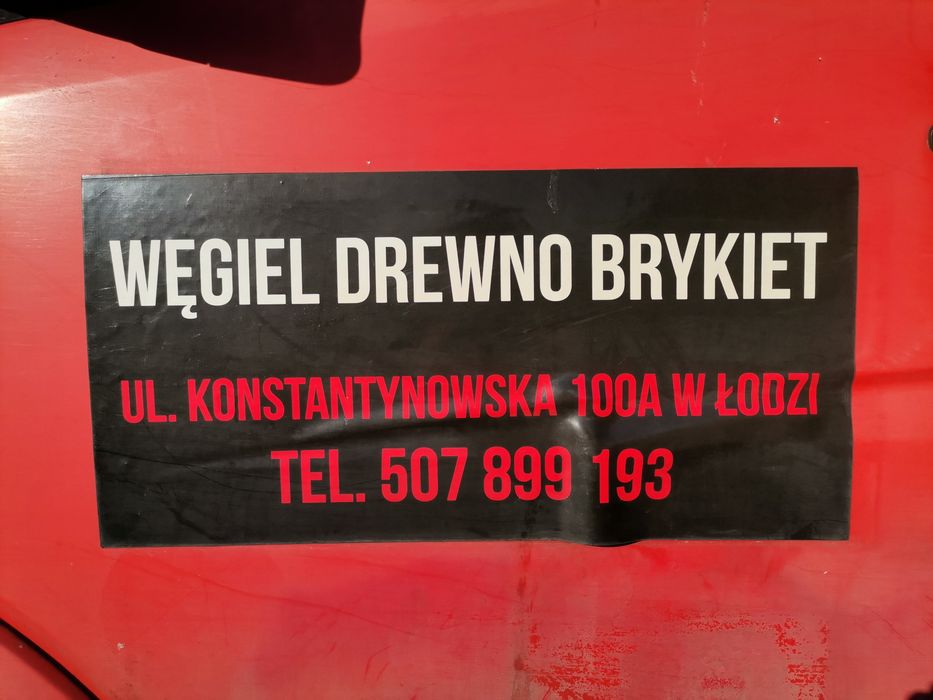 WĘGIEL DREWNO BRYKIET
UL. KONSTANTYNOWSKA 100A W ŁODZI
TEL. 507 899 193